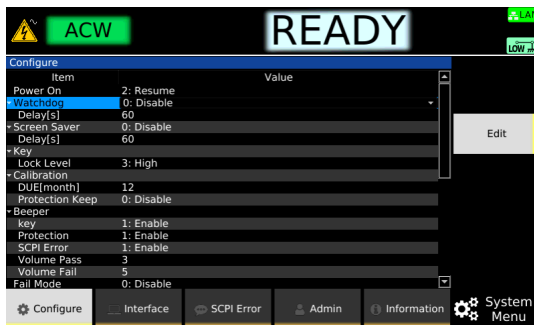 ACW
READY
LAN
LOW
Configure
Item Value
Power On 2: Resume
Watchdog 0: Disable
Delay[s] 60
Screen Saver 0: Disable
Delay[s] 60
Edit
Key
Lock Level 3: High
Calibration
DUE[month] 12
Protection Keep 0: Disable
Beeper
key 1: Enable
Protection 1: Enable
SCPI Error 1: Enable
Volume Pass 3
Volume Fail 5
Fail Mode 0: Disable
Configure Interface SCPI Error Admin Information System Menu